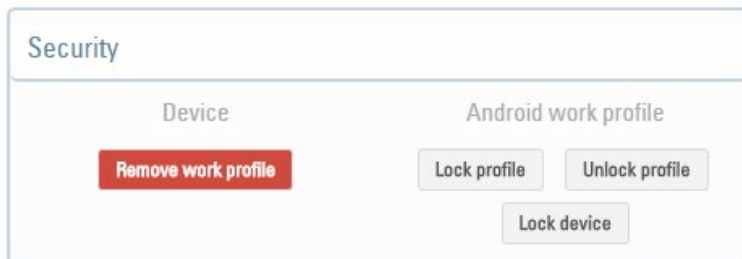 Security
Device
Android work profile
Remove work profile
Lock profile
Unlock profile
Lock device